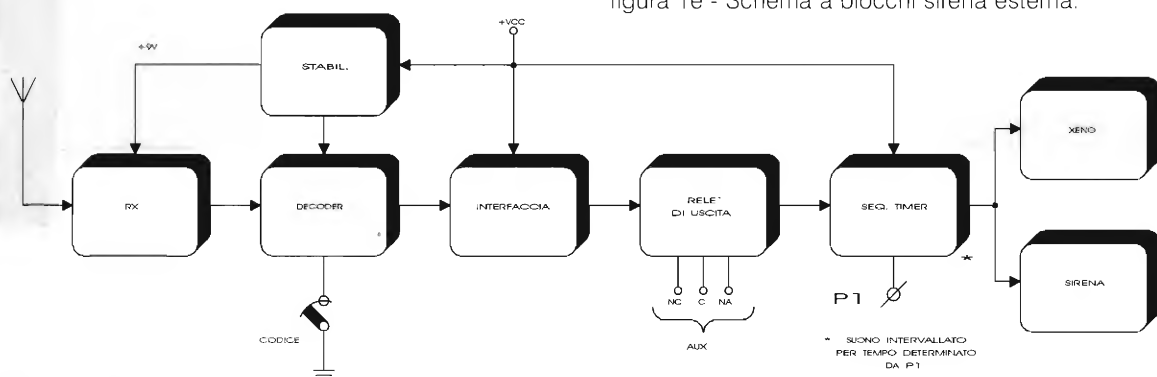 figura 1e - Schema a blocchi sirena esterna.
+VCC
+9V
STABIL.
XENO
RX
DECODER
INTERFACCIA
RELE'
DI USCITA
SEQ. TIMER
*
SIRENA
NC C NA
P1
CODICE
AUX
* SUONO INTERVALLATO
PER TEMPO DETERMINATO
DA P1